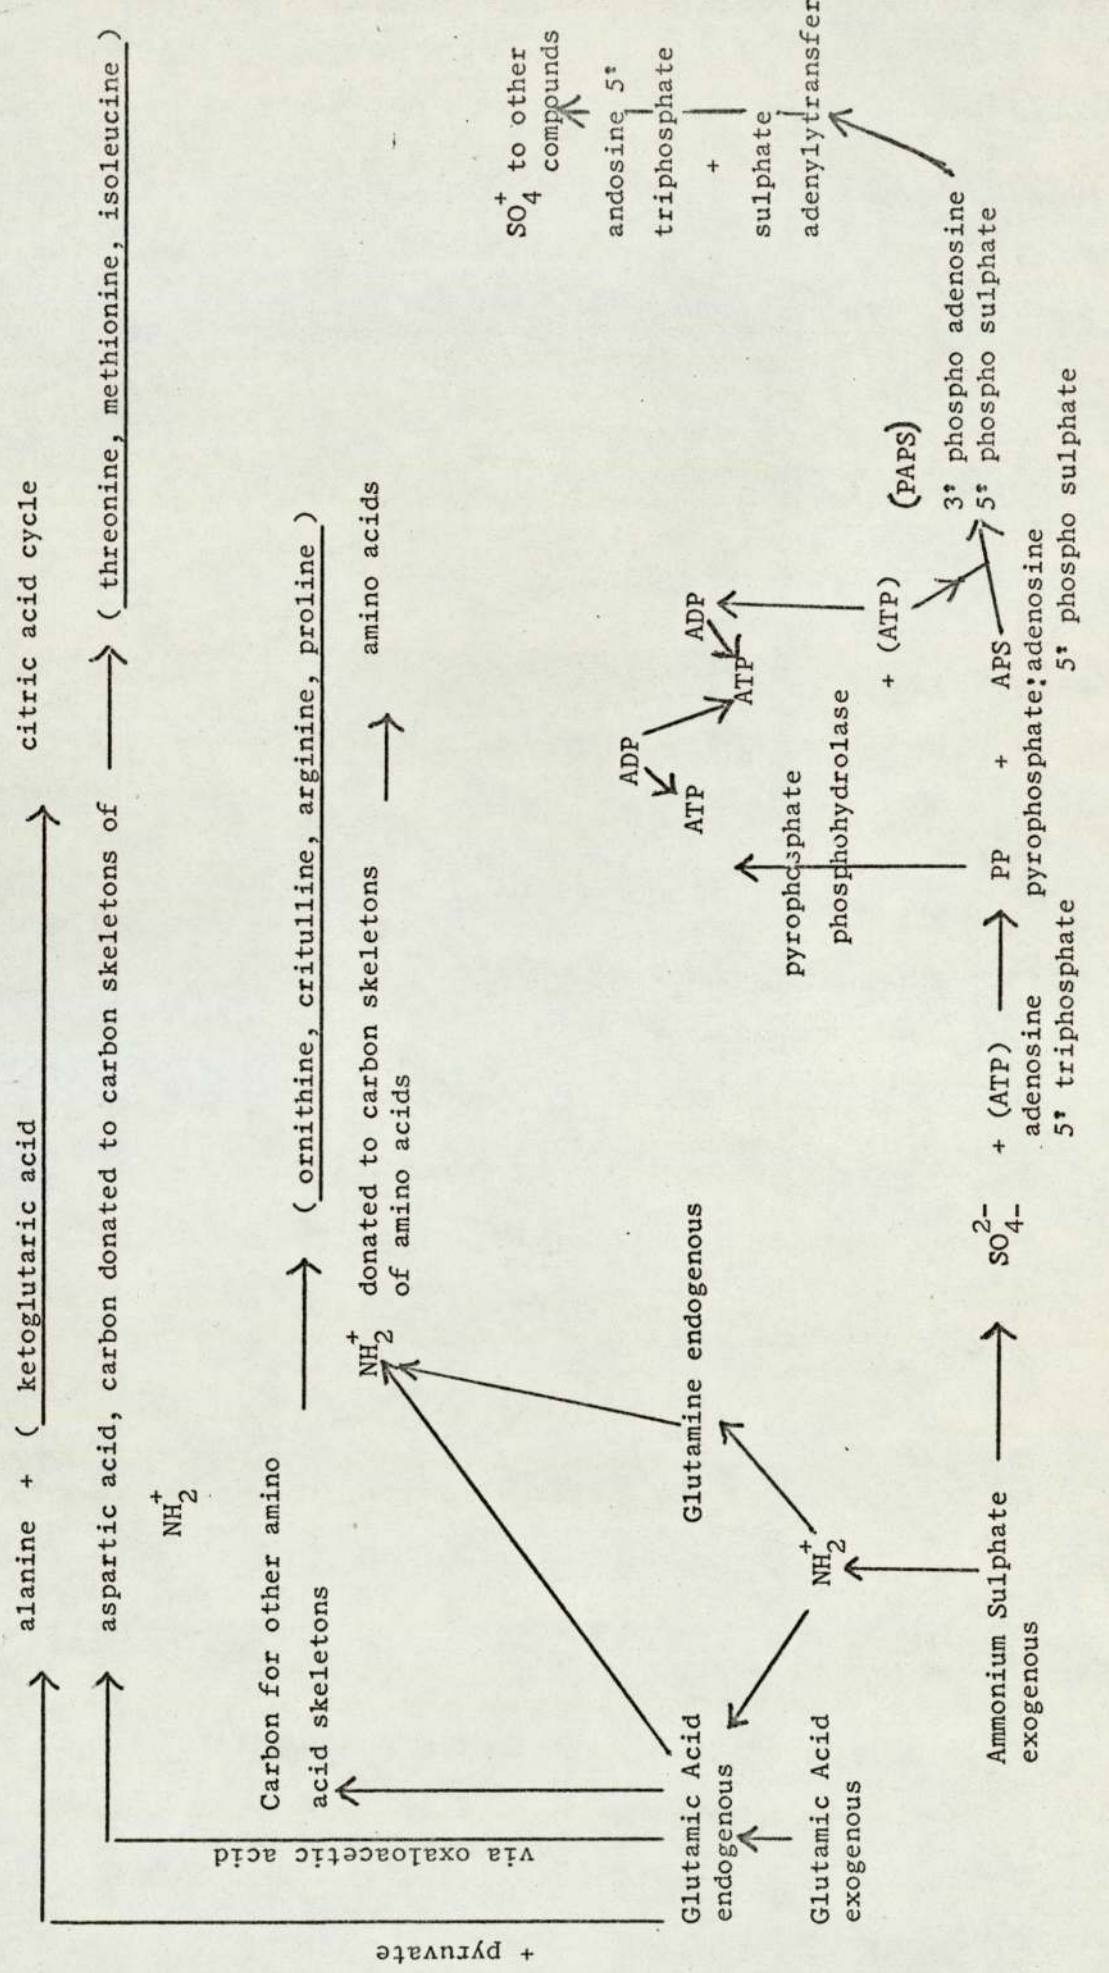 alanine + ( ketoglutaric acid
citric acid cycle
aspartic acid, carbon donated to carbon skeletons of
( threonine, methionine, isoleucine )
NH2+
Carbon for other amino
acid skeletons
( ornithine, critulline, arginine, proline )
NH2+
donated to carbon skeletons
of amino acids
amino acids
+ pyruvate
via oxaloacetic acid
SO4+ to other
compounds
andosine 5'
triphosphate
+
sulphate
adenylytransfer
Glutamic Acid
endogenous
Glutamine endogenous
ADP
ATP
ADP
ATP
Glutamic Acid
exogenous
NH2+
pyrophosphate
phosphohydrolase
+ (ATP)
(PAPS)
3' phospho adenosine
5' phospho sulphate
Ammonium Sulphate
exogenous
SO4-2-
+ (ATP)
adenosine
5' triphosphate
PP + APS
pyrophosphate:adenosine
5' phospho sulphate